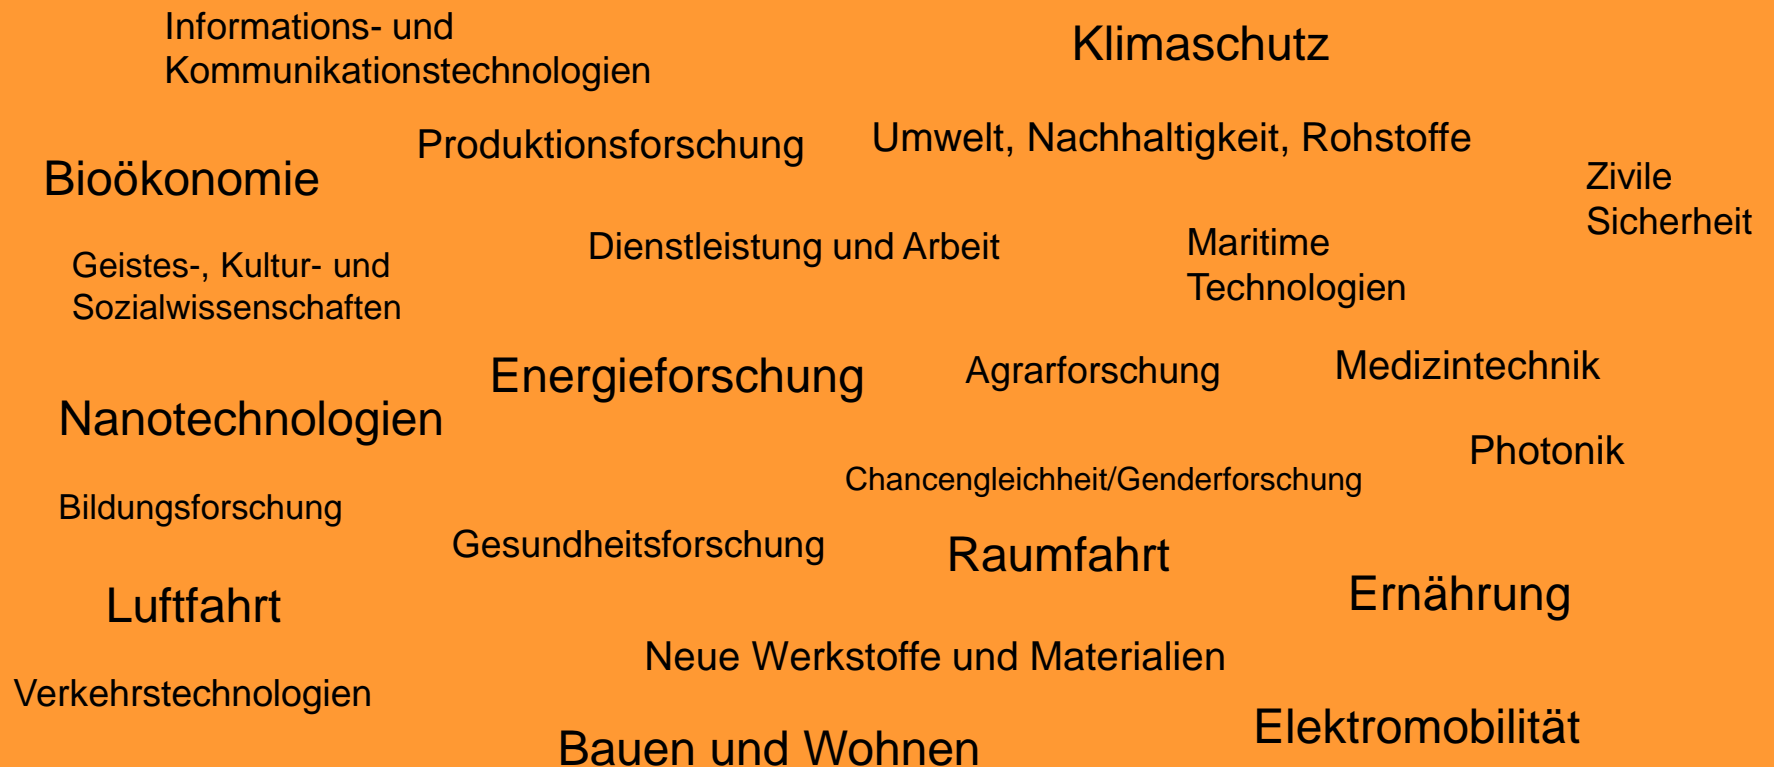 Informations- und
Kommunikationstechnologien
Klimaschutz
Produktionsforschung
Umwelt, Nachhaltigkeit, Rohstoffe
Bioökonomie
Zivile
Sicherheit
Dienstleistung und Arbeit
Maritime
Technologien
Geistes-, Kultur- und
Sozialwissenschaften
Energieforschung
Agrarforschung
Medizintechnik
Nanotechnologien
Photonik
Chancengleichheit/Genderforschung
Bildungsforschung
Gesundheitsforschung
Raumfahrt
Luftfahrt
Ernährung
Neue Werkstoffe und Materialien
Verkehrstechnologien
Elektromobilität
Bauen und Wohnen